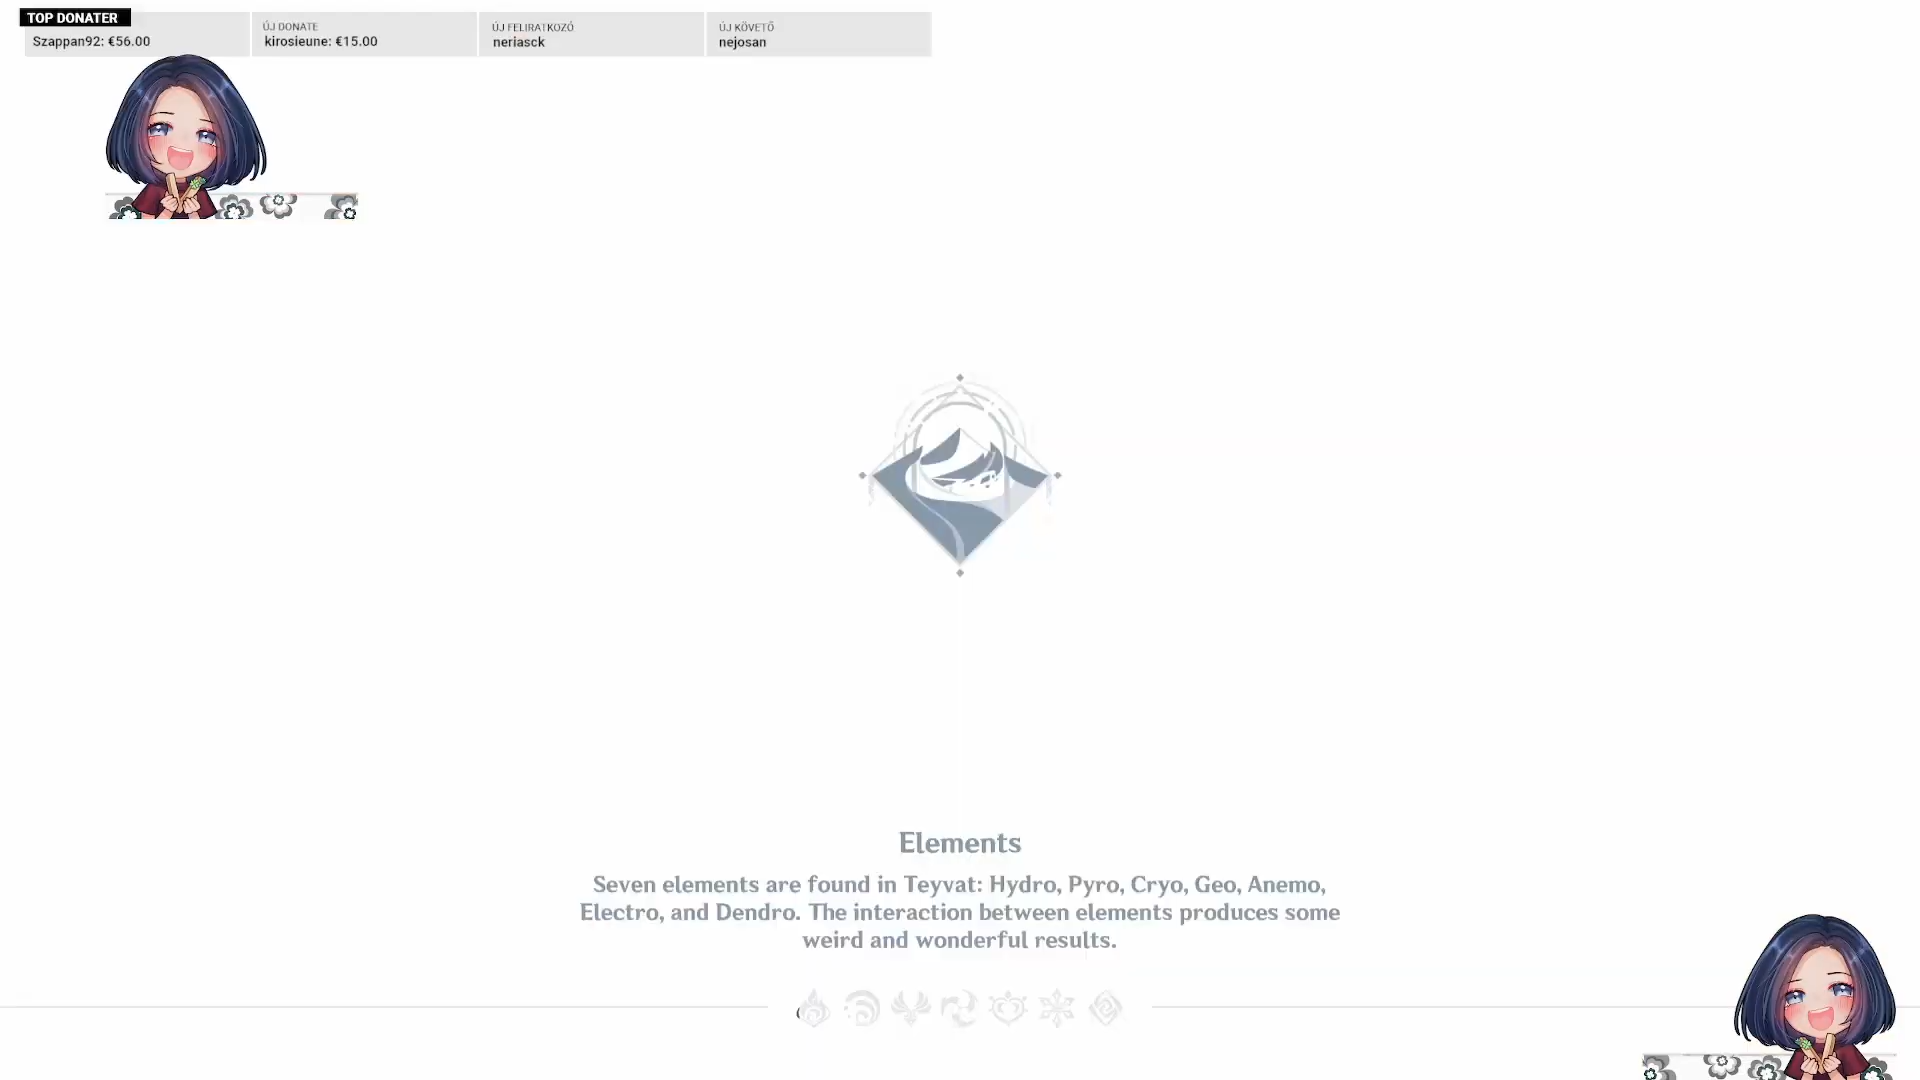 TOP DONATER
Szappan92: €56.00
ÚJ DONATE
kirosieune: €15.00
ÚJ FELIRATKOZÓ
neriasck
ÚJ KÖVETŐ
nejosan
Elements
Seven elements are found in Teyvat: Hydro, Pyro, Cryo, Geo, Anemo,
Electro, and Dendro. The interaction between elements produces some
weird and wonderful results.